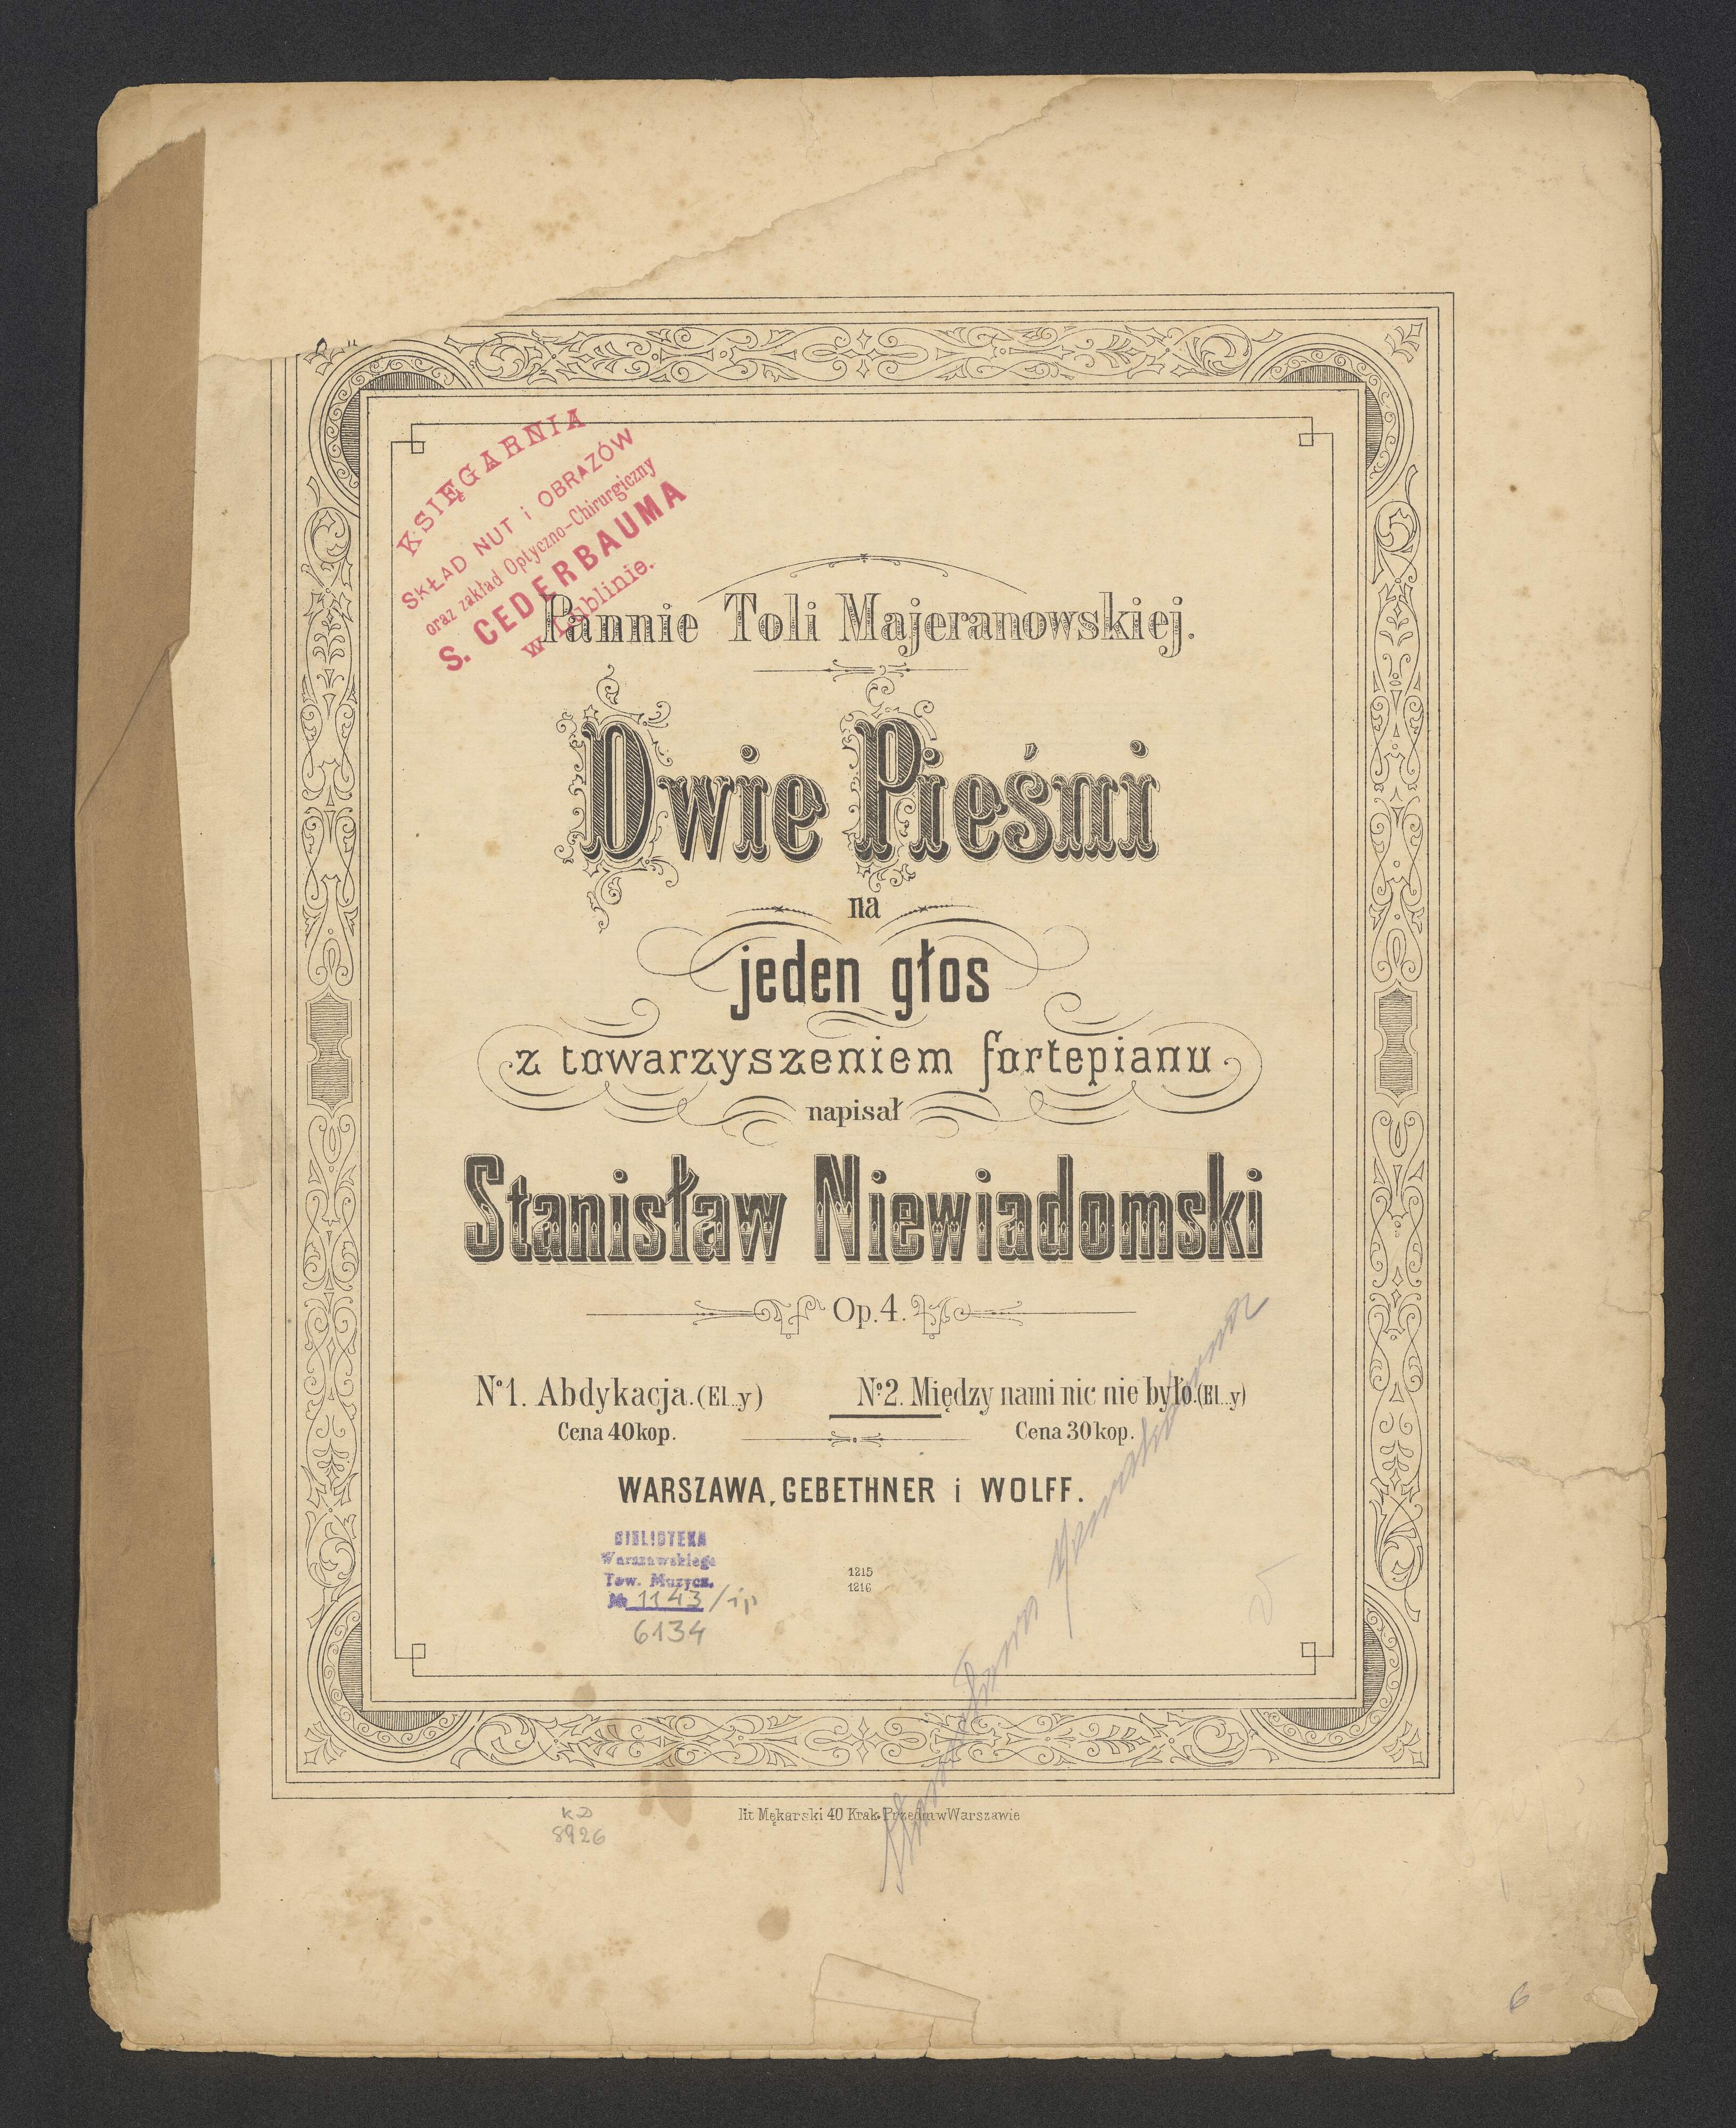 KSIĘGARNIA
SKŁAD NUT i OBRAZÓW
oraz zakład Optyczno-Chirurgiczny
S. CEDERBAUMA
w Lublinie.
Pannie Toli Majeranowskiej.
Dwie Pieśni
na
jeden głos
z towarzyszeniem fortepianu
napisał
Stanisław Niewiadomski
Op. 4.
Nº 1. Abdykacja. (El..y) Nº 2. Między nami nic nie było. (El..y)
Cena 40 kop. Cena 30 kop.
WARSZAWA, GEBETHNER i WOLFF.
BIBLIOTEKA
Warszawskiego
Tow. Muzycz.
№ 1143/ip
6134
1215
1216
lit Mękarski 40 Krak. Przedm w Warszawie
KD
8926
6